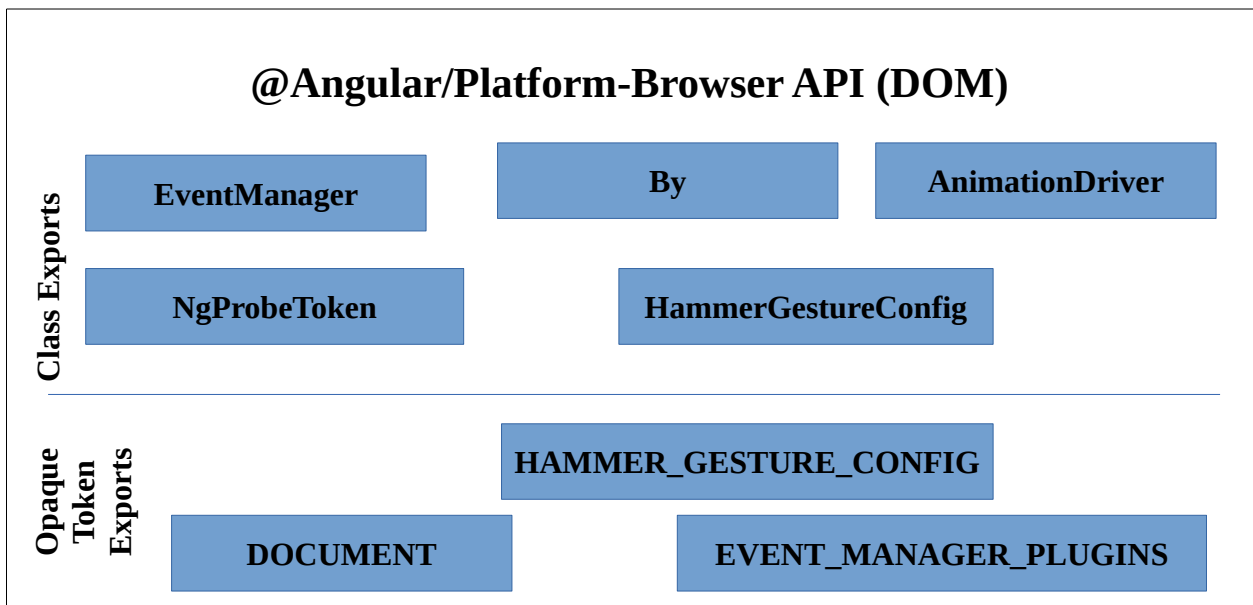 @Angular/Platform-Browser API (DOM)
Class Exports
EventManager
By
AnimationDriver
NgProbeToken
HammerGestureConfig
Opaque
Token
Exports
HAMMER_GESTURE_CONFIG
DOCUMENT
EVENT_MANAGER_PLUGINS